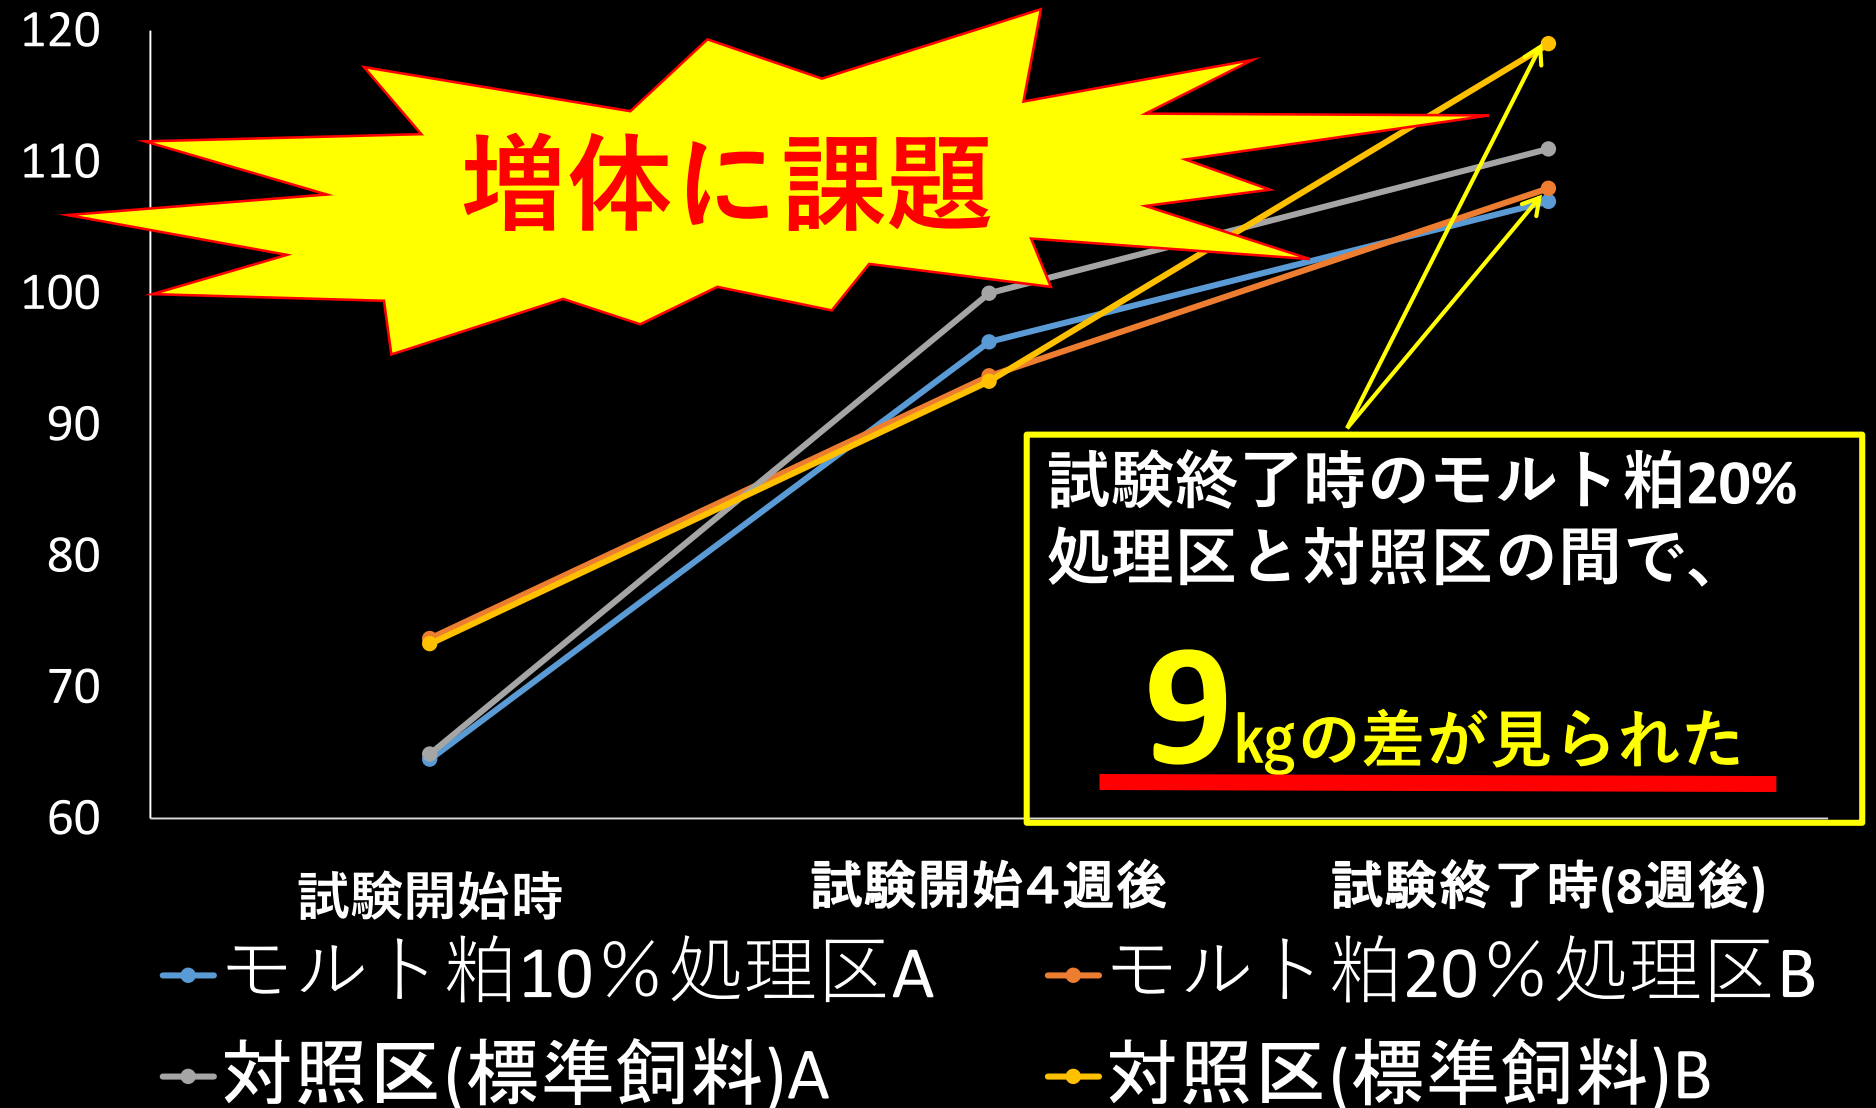 120
110
100
90
80
70
60
増体に課題
試験終了時のモルト粕20%
処理区と対照区の間で、
9kgの差が見られた
試験開始時
試験開始4週後
試験終了時(8週後)
モルト粕10%処理区A
モルト粕20%処理区B
対照区(標準飼料)A
対照区(標準飼料)B